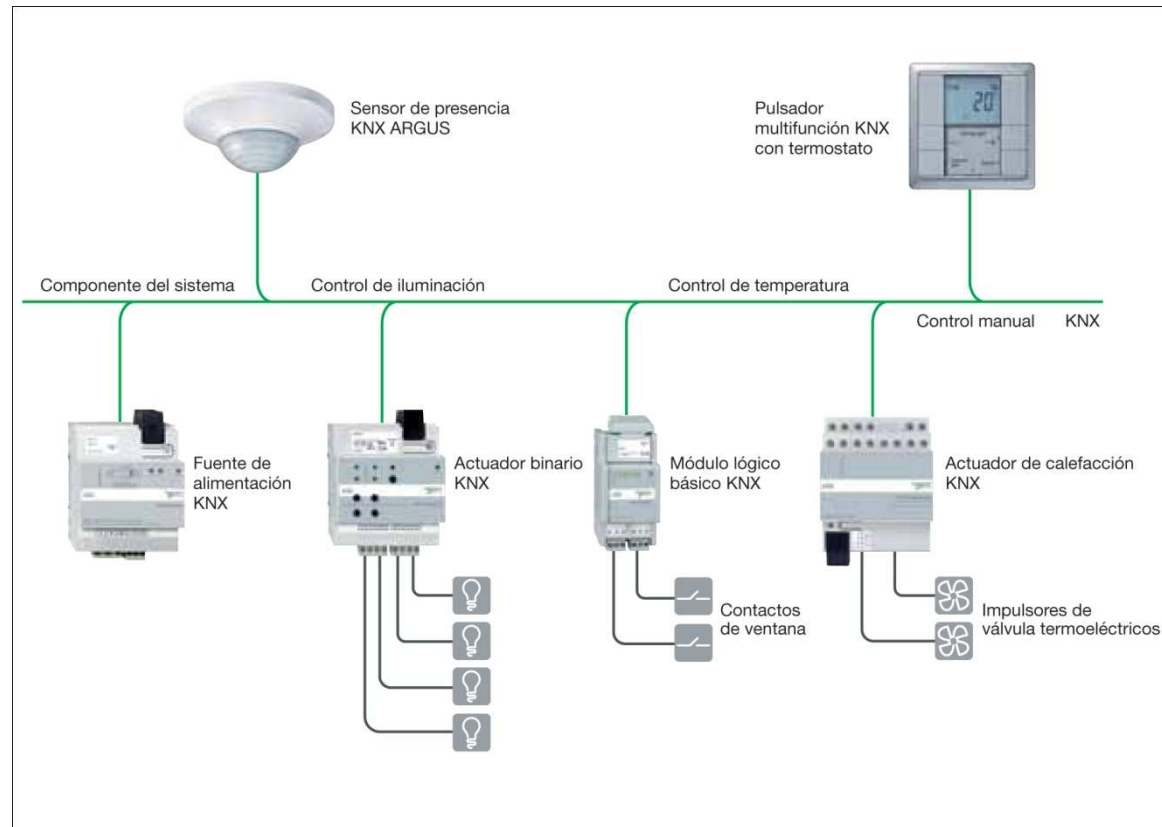 Sensor de presencia
KNX ARGUS
Pulsador
multifunción KNX
con termostato
20
Componente del sistema
Control de iluminación
Control de temperatura
Control manual
KNX
Fuente de
alimentación
KNX
Actuador binario
KNX
Módulo lógico
básico KNX
Actuador de calefacción
KNX
Contactos
de ventana
Impulsores de
válvula termoeléctricos